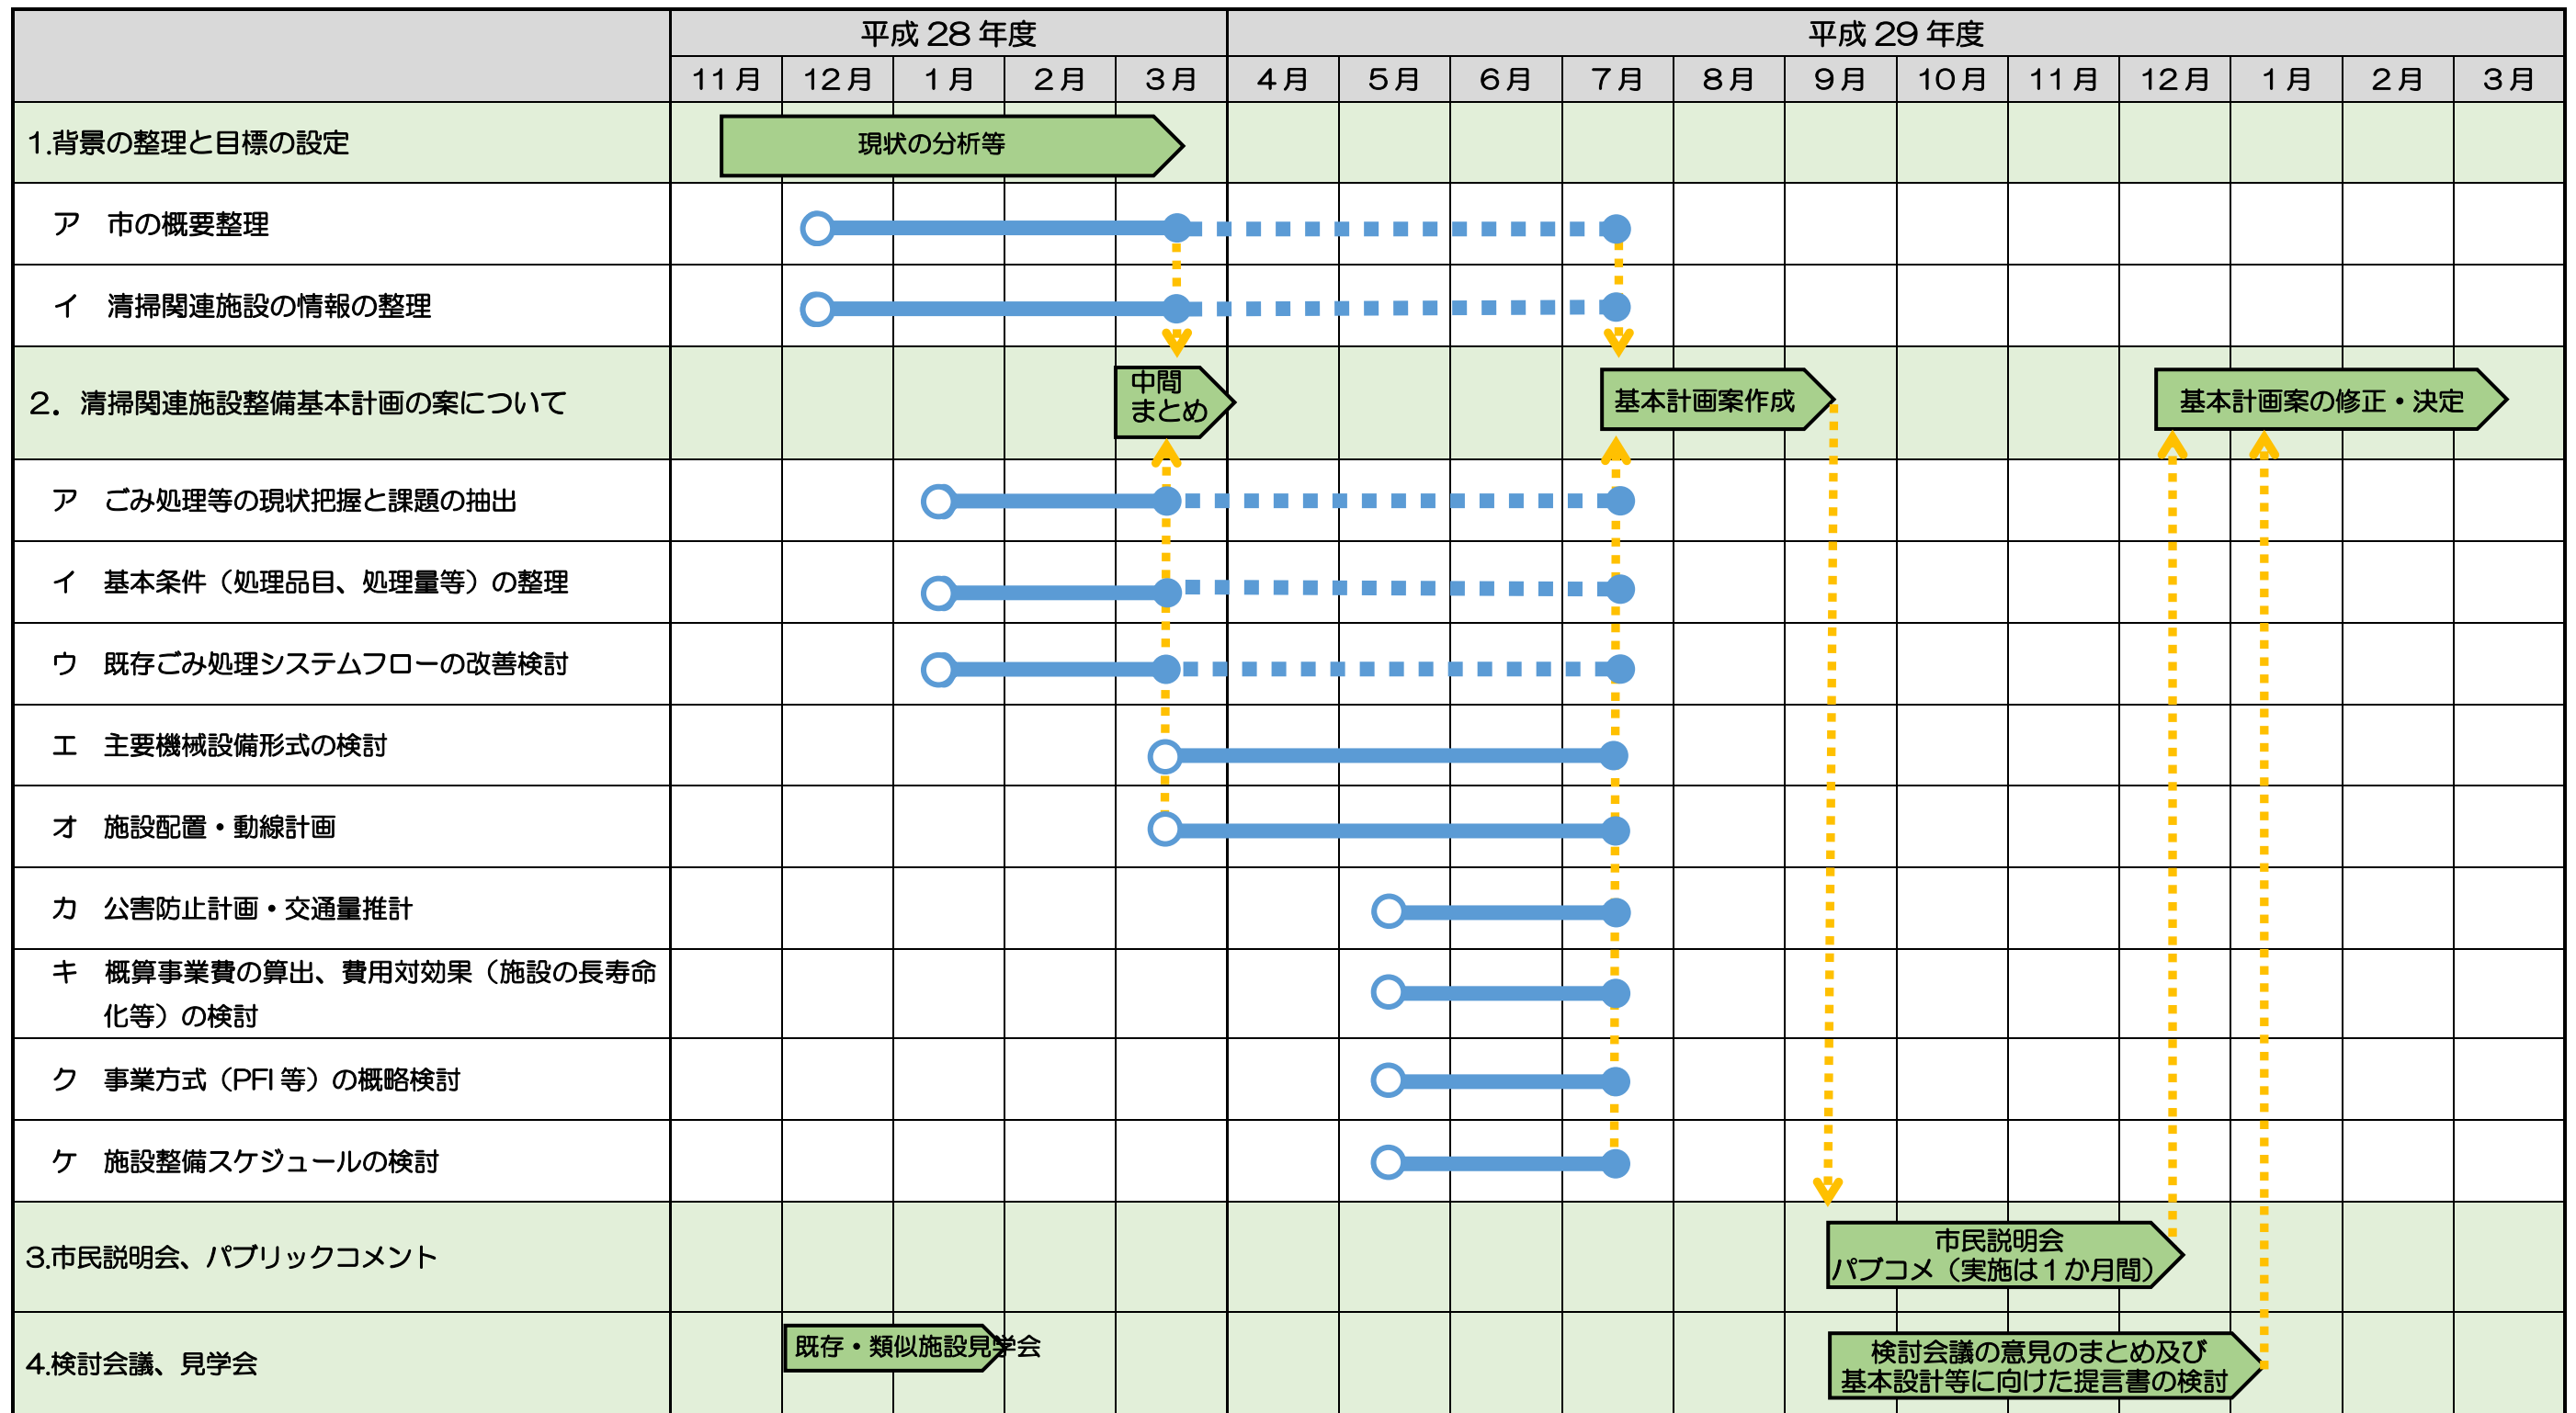 平成 28 年度　平成 29 年度
11月　12月　1月　2月　3月　4月　5月　6月　7月　8月　9月　10月　11月　12月　1月　2月　3月
1.背景の整理と目標の設定
現状の分析等
ア　市の概要整理
イ　清掃関連施設の情報の整理
2．清掃関連施設整備基本計画の案について
中間
まとめ
基本計画案作成
基本計画案の修正・決定
ア　ごみ処理等の現状把握と課題の抽出
イ　基本条件（処理品目、処理量等）の整理
ウ　既存ごみ処理システムフローの改善検討
エ　主要機械設備形式の検討
オ　施設配置・動線計画
カ　公害防止計画・交通量推計
キ　概算事業費の算出、費用対効果（施設の長寿命
化等）の検討
ク　事業方式（PFI 等）の概略検討
ケ　施設整備スケジュールの検討
3.市民説明会、パブリックコメント
市民説明会
パブコメ（実施は１か月間）
4.検討会議、見学会
既存・類似施設見学会
検討会議の意見のまとめ及び
基本設計等に向けた提言書の検討